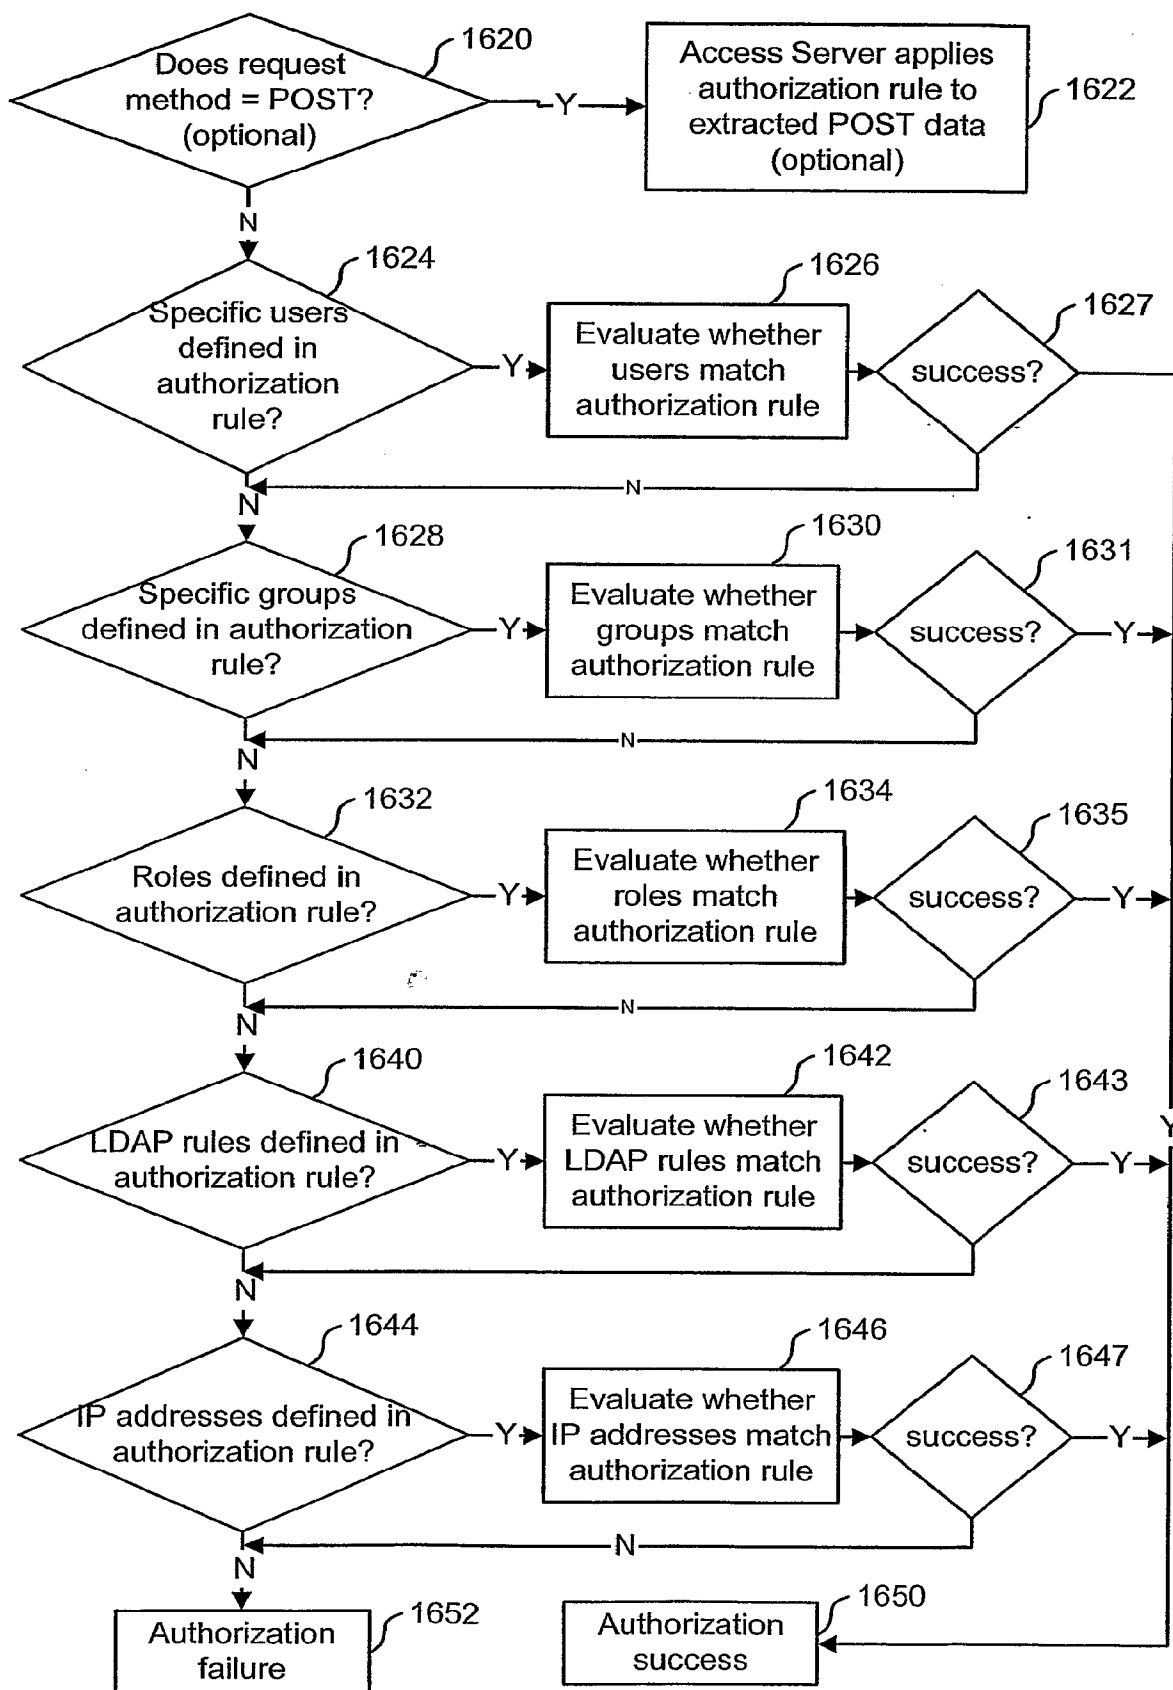 1620
Does request
method = POST?
(optional)
Y
Access Server applies
authorization rule to
extracted POST data
(optional)
1622
N
1624
Specific users
defined in
authorization
rule?
Y
1626
Evaluate whether
users match
authorization rule
1627
success?
N
N
1628
Specific groups
defined in authorization
rule?
Y
1630
Evaluate whether
groups match
authorization rule
1631
success?
Y
N
N
1632
Roles defined in
authorization rule?
Y
1634
Evaluate whether
roles match
authorization rule
1635
success?
Y
N
N
1640
LDAP rules defined in
authorization rule?
Y
1642
Evaluate whether
LDAP rules match
authorization rule
1643
success?
Y
Y
N
1644
IP addresses defined in
authorization rule?
Y
1646
Evaluate whether
IP addresses match
authorization rule
1647
success?
Y
N
N
1652
Authorization
failure
1650
Authorization
success